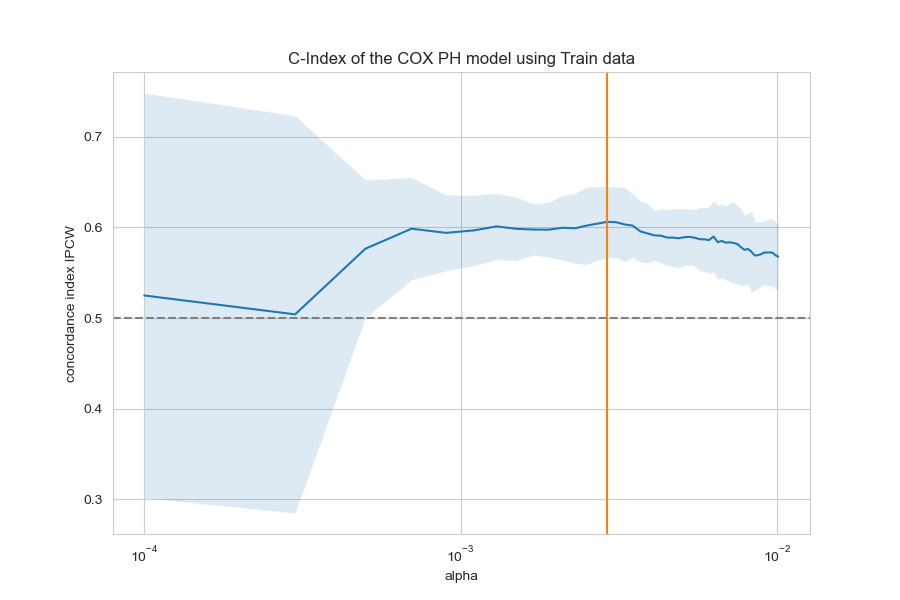 C-Index of the COX PH model using Train data
concordance index IPCW
0.7
0.6
0.5
0.4
0.3
10⁻⁴
10⁻³
10⁻²
alpha